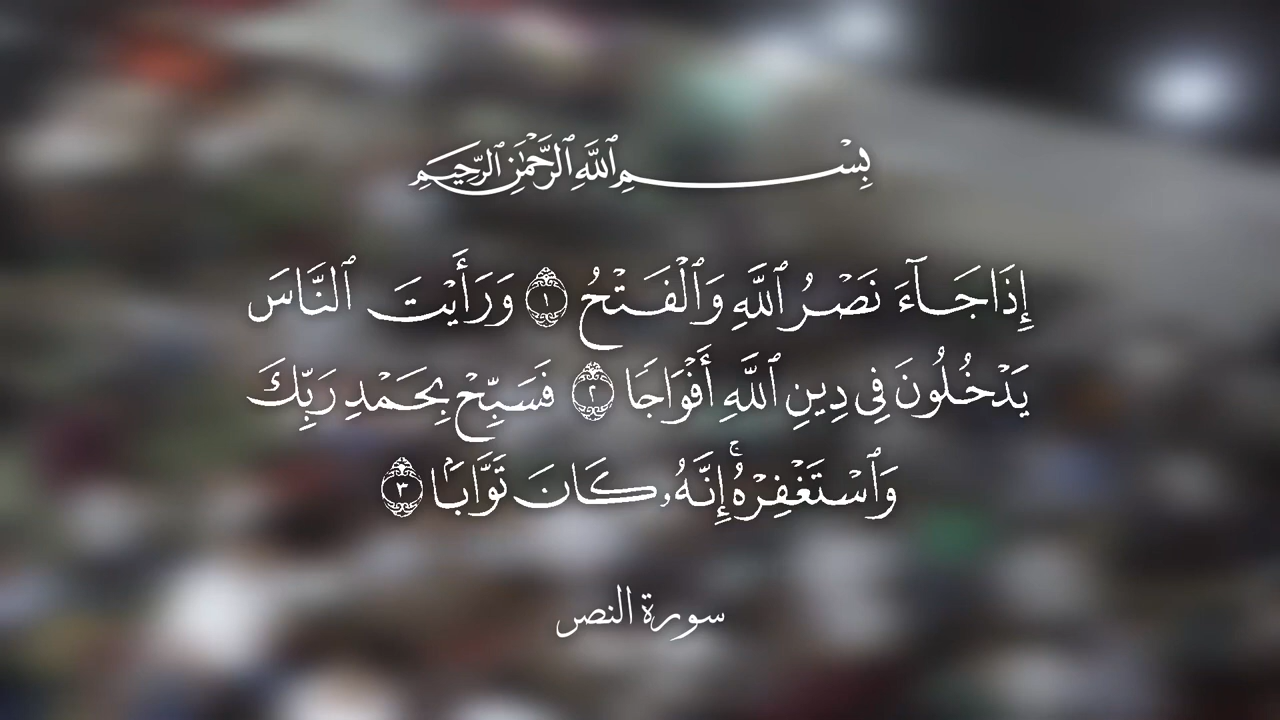 بِسْمِ ٱللَّهِ ٱلرَّحْمَٰنِ ٱلرَّحِيمِ
إِذَا جَآءَ نَصْرُ ٱللَّهِ وَٱلْفَتْحُ ١ وَرَأَيْتَ ٱلنَّاسَ
يَدْخُلُونَ فِي دِينِ ٱللَّهِ أَفْوَاجًا ٢ فَسَبِّحْ بِحَمْدِ رَبِّكَ
وَٱسْتَغْفِرْهُ ۚ إِنَّهُۥ كَانَ تَوَّابًۢا ٣
سورة النصر